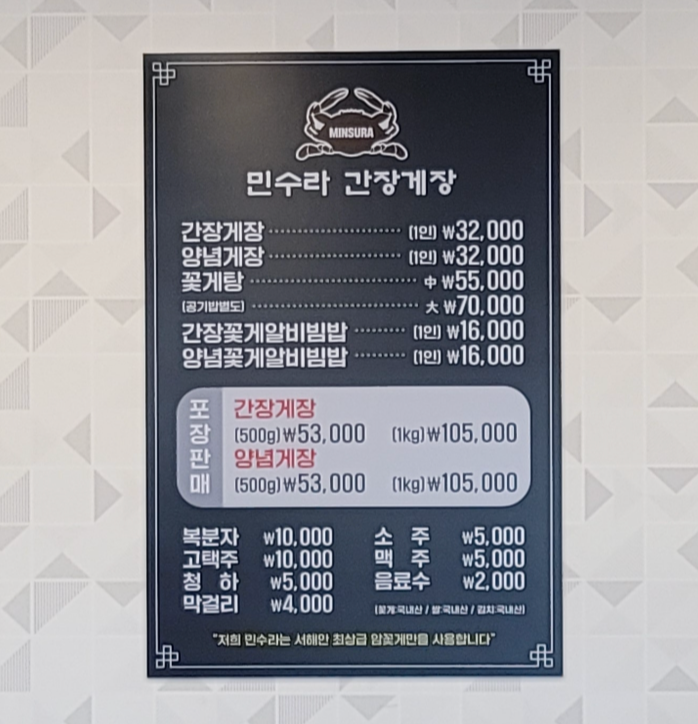 MINSURA
민수라 간장게장
간장게장 (1인) ₩32,000
양념게장 (1인) ₩32,000
꽃게탕 中 ₩55,000
(공기밥별도) 大 ₩70,000
간장꽃게알비빔밥 (1인) ₩16,000
양념꽃게알비빔밥 (1인) ₩16,000
포장판매
간장게장
(500g)₩53,000 (1kg)₩105,000
양념게장
(500g)₩53,000 (1kg)₩105,000
복분자 ₩10,000 소 주 ₩5,000
고택주 ₩10,000 맥 주 ₩5,000
청 하 ₩5,000 음료수 ₩2,000
막걸리 ₩4,000 (꽃게:국내산 / 쌀:국내산 / 김치:국내산)
"저희 민수라는 서해안 최상급 암꽃게만을 사용합니다"